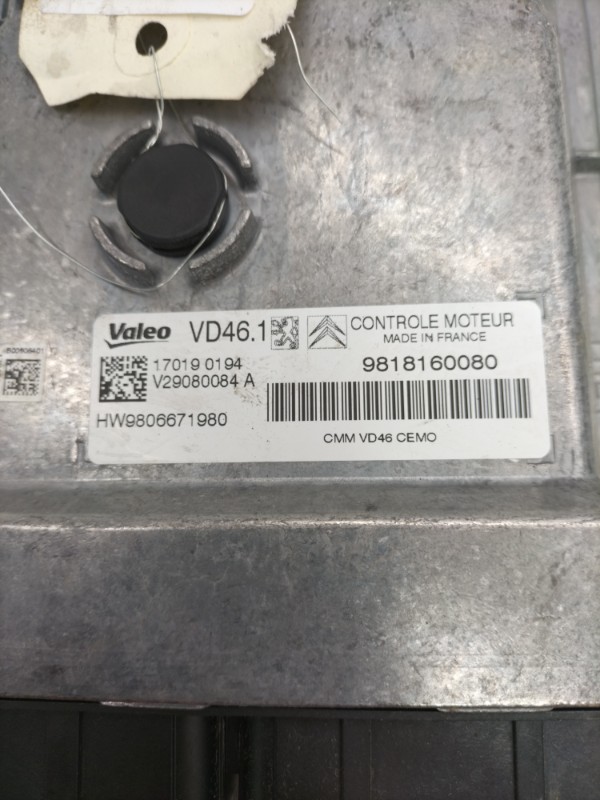 Valeo VD46.1
CONTROLE MOTEUR
MADE IN FRANCE
17019 0194
V29080084 A
9818160080
HW9806671980
CMM VD46 CEMO